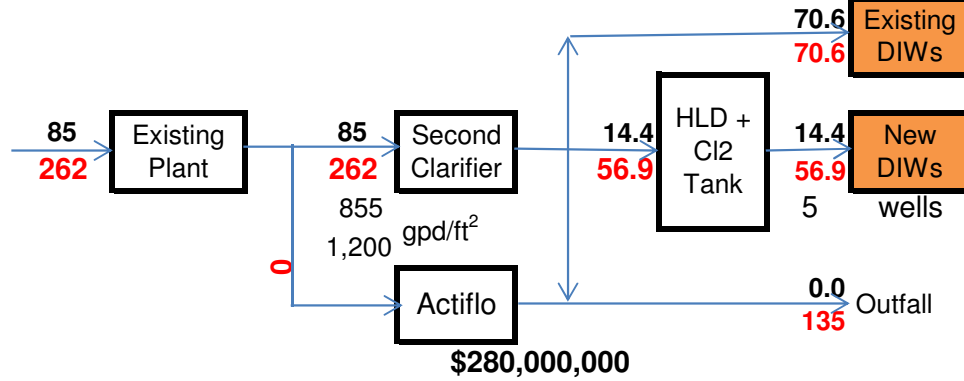 70.6
70.6
Existing
DIWs
85
262
Existing
Plant
85
262
Second
Clarifier
14.4
56.9
HLD +
Cl2
Tank
14.4
56.9
New
DIWs
5 wells
855
1,200
gpd/ft²
0
Actiflo
0.0
135
Outfall
$280,000,000